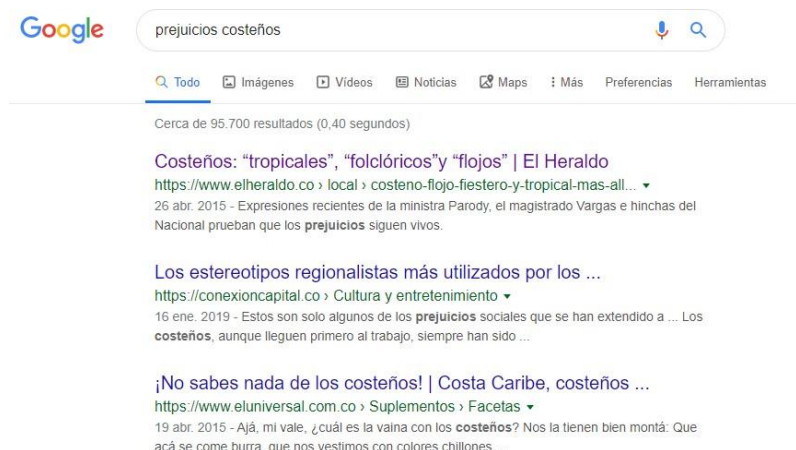 Google
prejuicios costeños
Todo Imágenes Vídeos Noticias Maps Más Preferencias Herramientas
Cerca de 95.700 resultados (0,40 segundos)
Costeños: “tropicales”, “folclóricos”y “flojos” | El Heraldo
https://www.elheraldo.co › local › costeno-flojo-fiestero-y-tropical-mas-all...
26 abr. 2015 - Expresiones recientes de la ministra Parody, el magistrado Vargas e hinchas del
Nacional prueban que los prejuicios siguen vivos.
Los estereotipos regionalistas más utilizados por los ...
https://conexioncapital.co › Cultura y entretenimiento
16 ene. 2019 - Estos son solo algunos de los prejuicios sociales que se han extendido a ... Los
costeños, aunque lleguen primero al trabajo, siempre han sido ...
¡No sabes nada de los costeños! | Costa Caribe, costeños ...
https://www.eluniversal.com.co › Suplementos › Facetas
19 abr. 2015 - Ajá, mi vale, ¿cuál es la vaina con los costeños? Nos la tienen bien montá: Que
acá se come burra, que nos vestimos con colores chillones